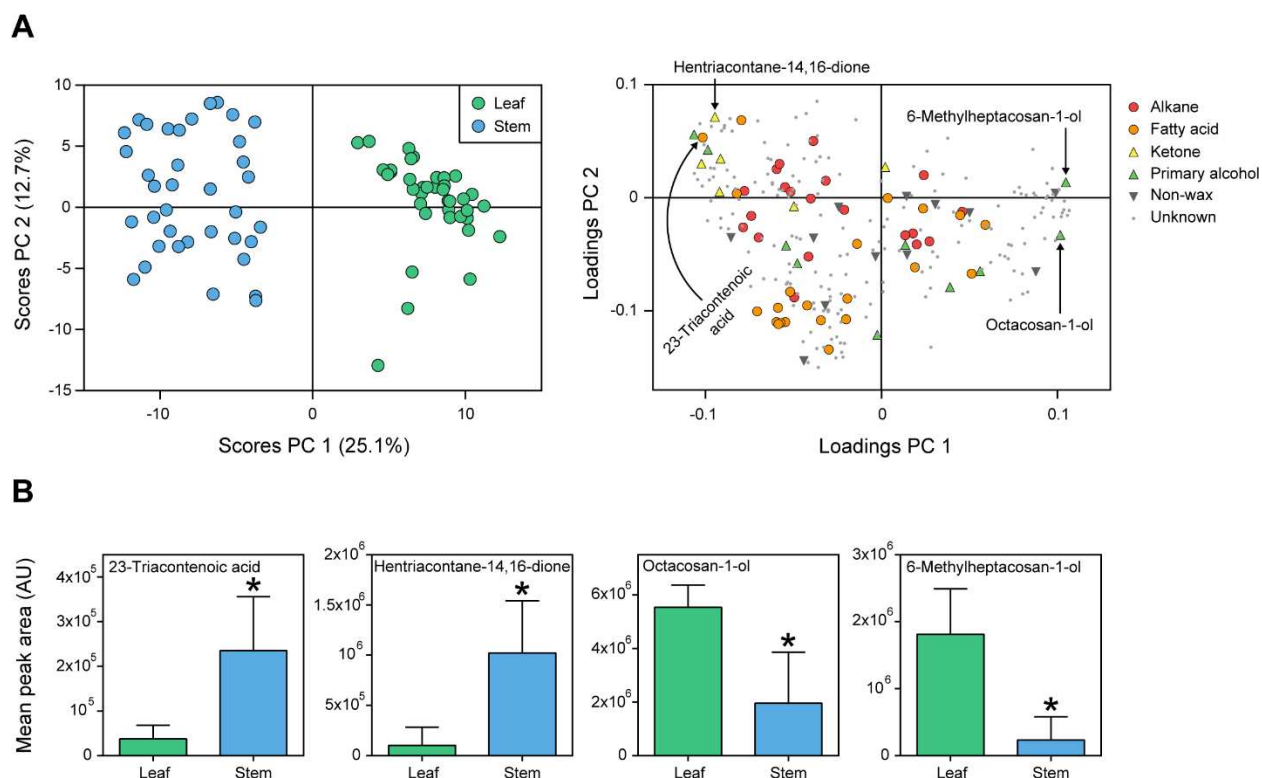 A
Scores PC 2 (12.7%)
10
5
0
-5
-10
-15
Leaf
Stem
-10
0
10
Scores PC 1 (25.1%)
Loadings PC 2
0.1
0
-0.1
Hentriacontane-14,16-dione
6-Methylheptacosan-1-ol
23-Triacontenoic
acid
Octacosan-1-ol
-0.1
0
0.1
Loadings PC 1
Alkane
Fatty acid
Ketone
Primary alcohol
Non-wax
Unknown
B
Mean peak area (AU)
23-Triacontenoic acid
4x10⁵
3x10⁵
2x10⁵
10⁵
0
*
Leaf
Stem
Hentriacontane-14,16-dione
2x10⁶
1.5x10⁶
10⁶
5x10⁵
0
*
Leaf
Stem
Octacosan-1-ol
6x10⁶
4x10⁶
2x10⁶
0
*
Leaf
Stem
6-Methylheptacosan-1-ol
3x10⁶
2x10⁶
10⁶
0
*
Leaf
Stem